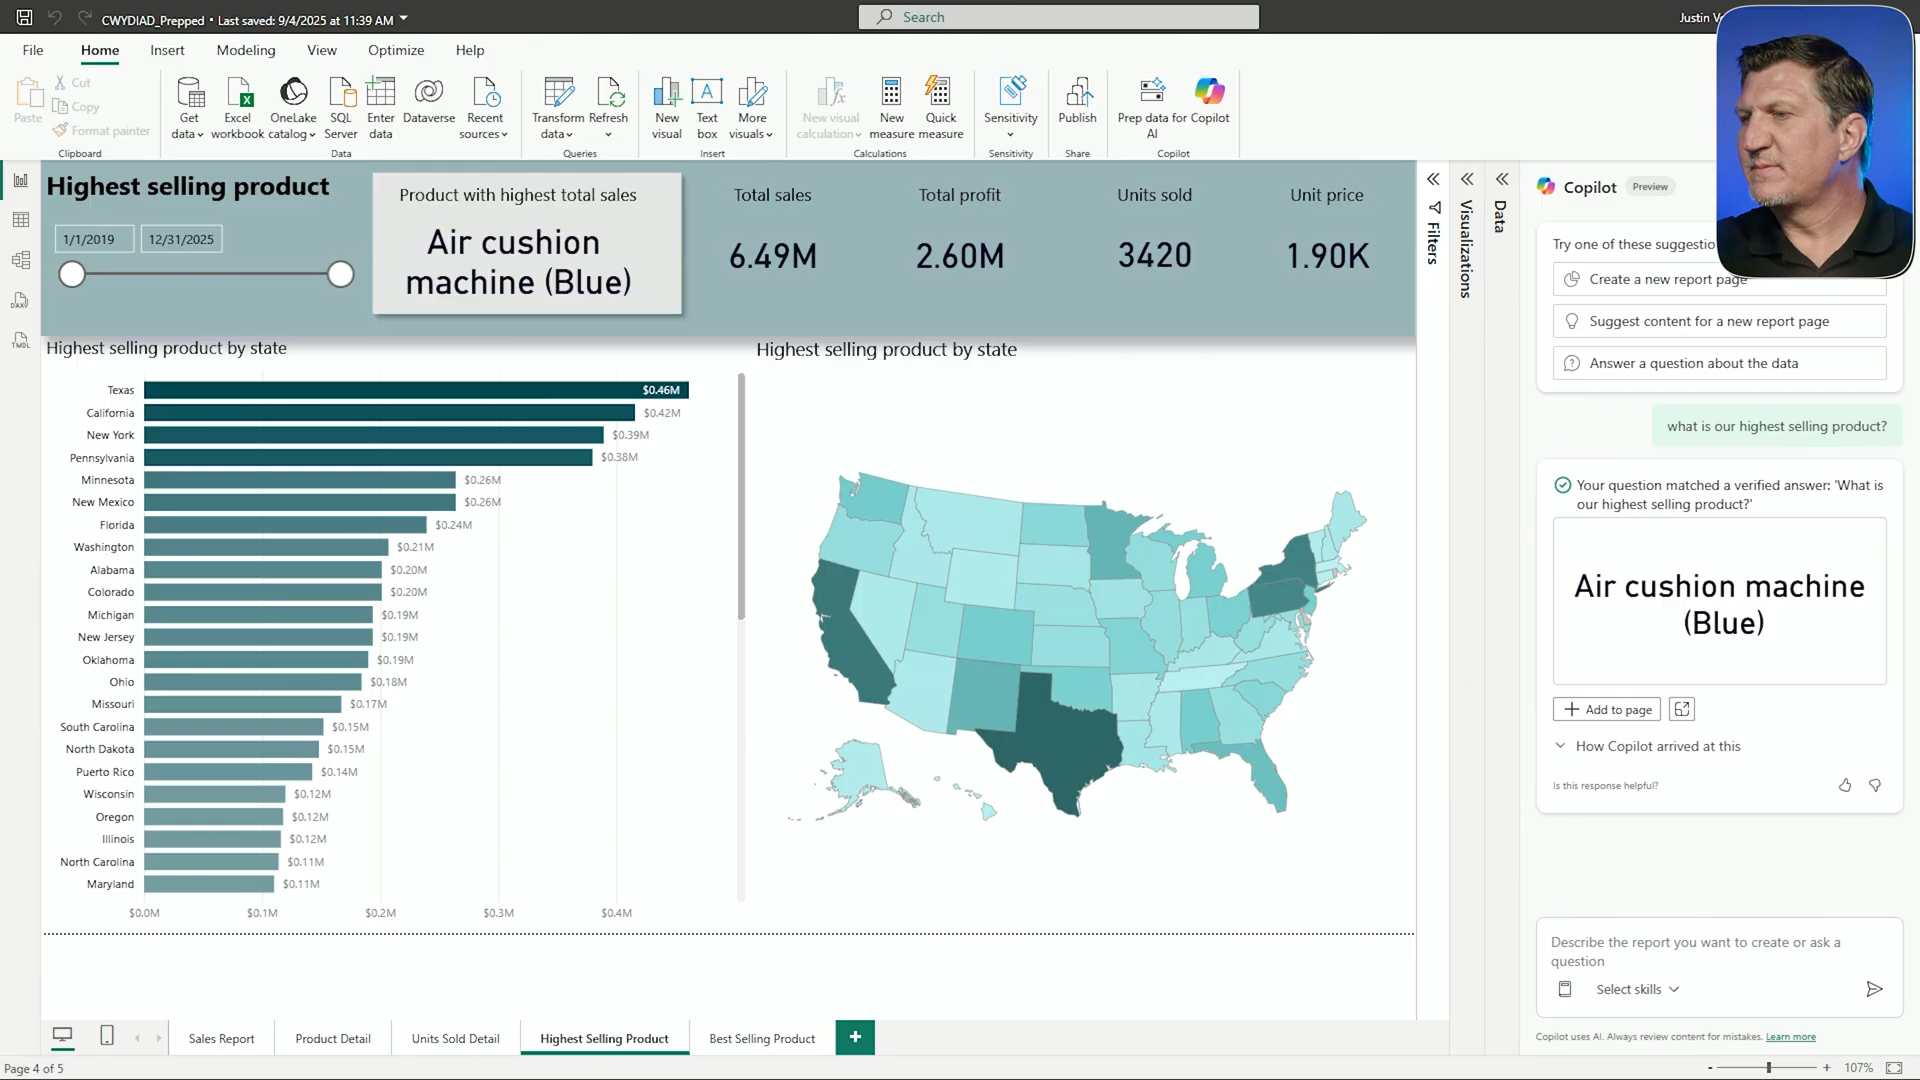 CWYDIAD_Prepped • Last saved: 9/4/2025 at 11:39 AM
Search
Justin
File Home Insert Modeling View Optimize Help
Paste
Cut
Copy
Format painter
Clipboard
Get data
Excel workbook
OneLake catalog
SQL Server
Enter data
Dataverse
Recent sources
Data
Transform data
Refresh
Queries
New visual
Text box
More visuals
Insert
New visual calculation
New measure
Quick measure
Calculations
Sensitivity
Sensitivity
Publish
Share
Prep data for AI
Copilot
Copilot
Highest selling product
1/1/2019
12/31/2025
Product with highest total sales
Air cushion
machine (Blue)
Total sales
6.49M
Total profit
2.60M
Units sold
3420
Unit price
1.90K
Highest selling product by state
Texas $0.46M
California $0.42M
New York $0.39M
Pennsylvania $0.38M
Minnesota $0.26M
New Mexico $0.26M
Florida $0.24M
Washington $0.21M
Alabama $0.20M
Colorado $0.20M
Michigan $0.19M
New Jersey $0.19M
Oklahoma $0.19M
Ohio $0.18M
Missouri $0.17M
South Carolina $0.15M
North Dakota $0.15M
Puerto Rico $0.14M
Wisconsin $0.12M
Oregon $0.12M
Illinois $0.12M
North Carolina $0.11M
Maryland $0.11M
$0.0M $0.1M $0.2M $0.3M $0.4M
Highest selling product by state
Filters
Visualizations
Data
Copilot Preview
Try one of these
Create a new report page
Suggest content for a new report page
Answer a question about the data
what is our highest selling product?
Your question matched a verified answer: 'What is
our highest selling product?'
Air cushion machine
(Blue)
Add to page
How Copilot arrived at this
Is this response helpful?
Describe the report you want to create or ask a
question
Select skills
Copilot uses AI. Always review content for mistakes. Learn more
DAX
TMDL
Sales Report
Product Detail
Units Sold Detail
Highest Selling Product
Best Selling Product
+
Page 4 of 5
- + 107%